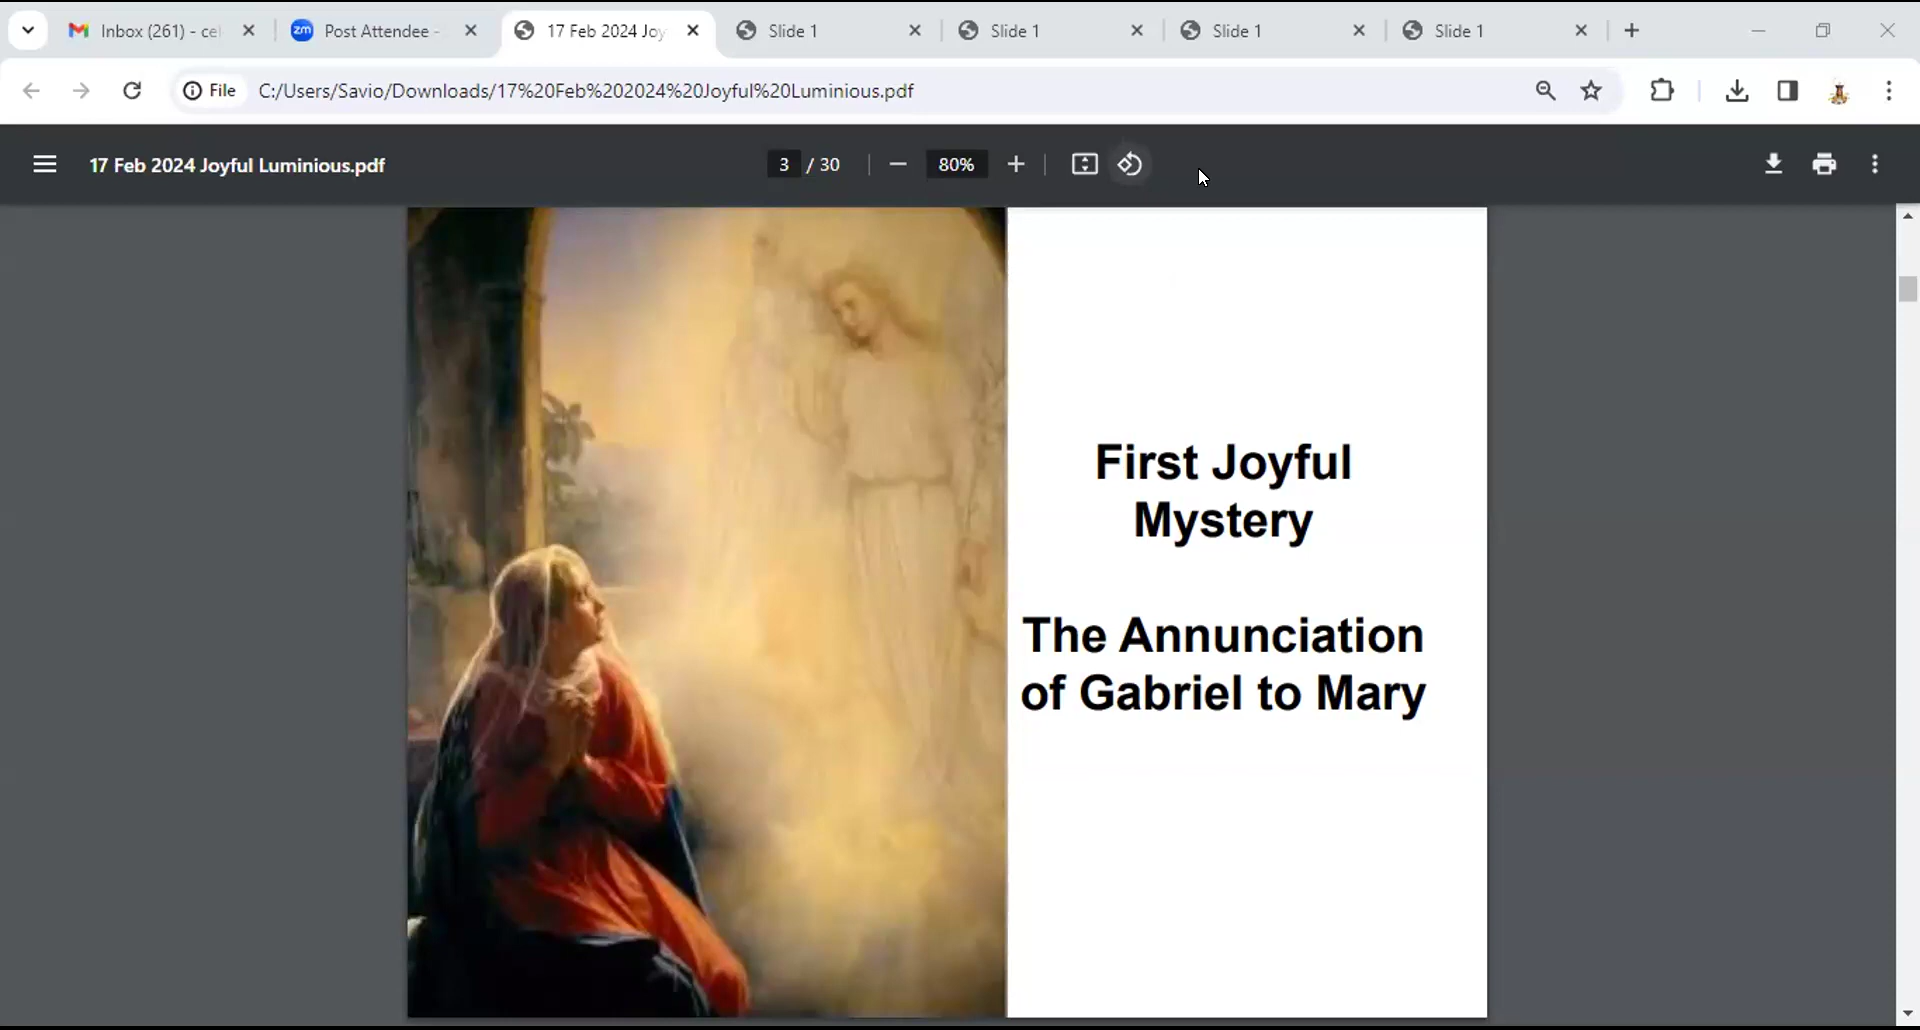 Inbox (261) - cel
Post Attendee -
17 Feb 2024 Joy
Slide 1
Slide 1
Slide 1
Slide 1
File
C:/Users/Savio/Downloads/17%20Feb%202024%20Joyful%20Luminious.pdf
17 Feb 2024 Joyful Luminious.pdf
3 / 30
80%
First Joyful
Mystery
The Annunciation
of Gabriel to Mary